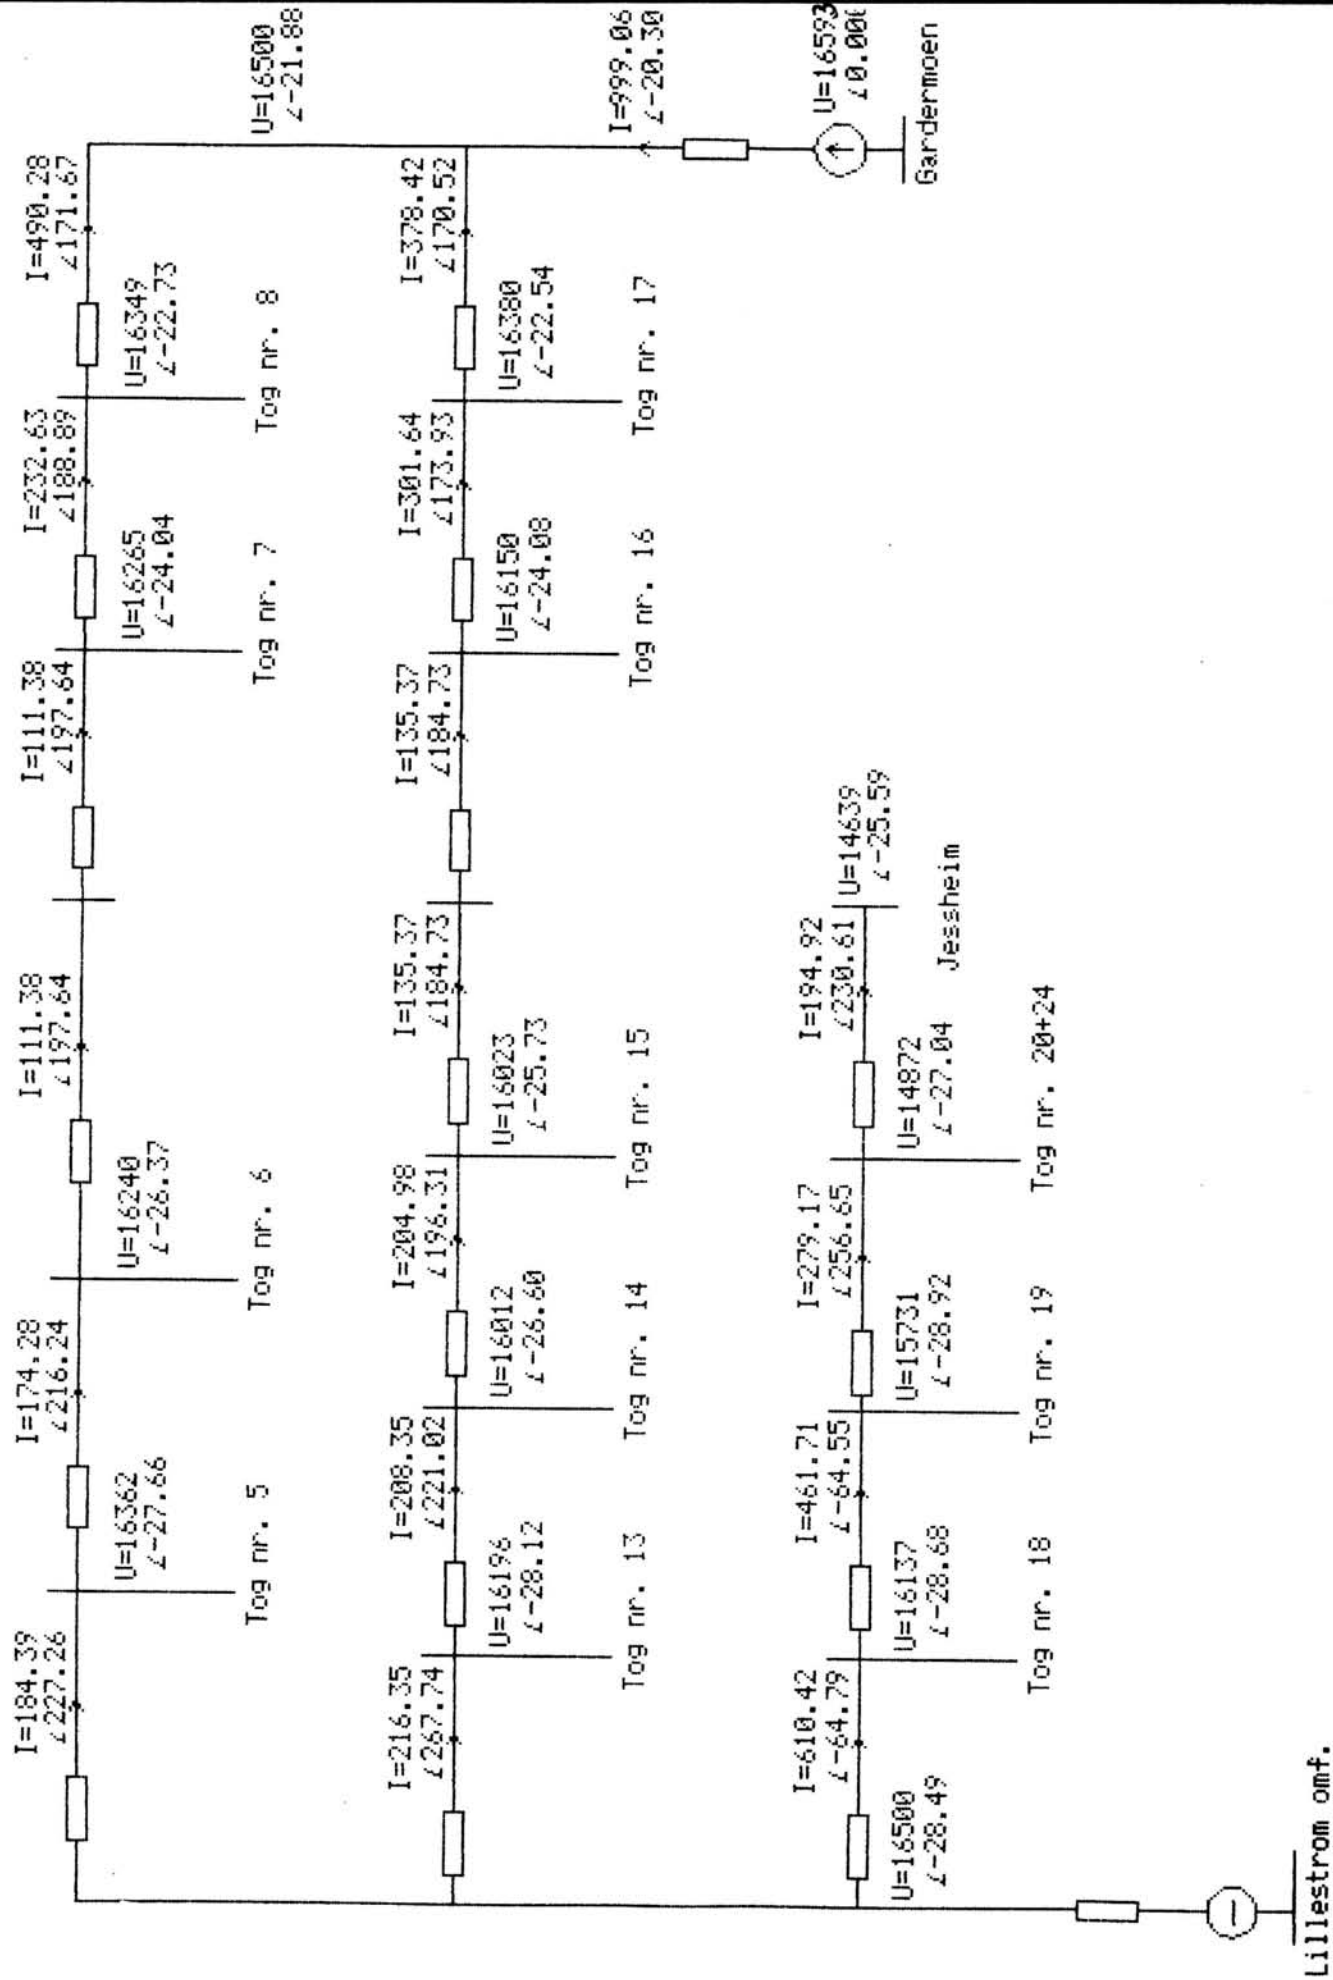 I=184.39
∠227.26
I=174.28
∠216.24
I=111.38
∠197.64
I=111.38
∠197.64
I=232.63
∠188.89
I=490.28
∠171.67
U=16362
∠-27.66
U=16240
∠-26.37
U=16265
∠-24.04
U=16349
∠-22.73
U=16500
∠-21.88
Tog nr. 5
Tog nr. 6
Tog nr. 7
Tog nr. 8
I=216.35
∠267.74
I=208.35
∠221.02
I=204.98
∠196.31
I=135.37
∠184.73
I=135.37
∠184.73
I=301.64
∠173.93
I=378.42
∠170.52
U=16196
∠-28.12
U=16012
∠-26.60
U=16023
∠-25.73
U=16150
∠-24.08
U=16380
∠-22.54
I=999.06
∠-20.30
Tog nr. 13
Tog nr. 14
Tog nr. 15
Tog nr. 16
Tog nr. 17
I=610.42
∠-64.79
I=461.71
∠-64.55
I=279.17
∠256.65
I=194.92
∠230.61
U=16593
∠0.000
U=16500
∠-28.49
U=16137
∠-28.68
U=15731
∠-28.92
U=14872
∠-27.04
U=14639
∠-25.59
Gardermoen
Jessheim
Tog nr. 18
Tog nr. 19
Tog nr. 20+24
Lillestrom omf.